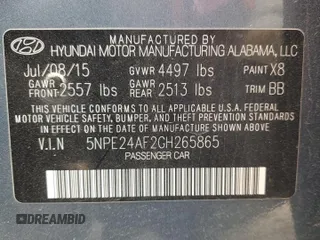 MANUFACTURED BY
HYUNDAI MOTOR MANUFACTURING ALABAMA, LLC
Jul/08/15 GVWR 4497 lbs PAINT X8
GAWR FRONT 2557 lbs GAWR REAR 2513 lbs TRIM BB
THIS VEHICLE CONFORMS TO ALL APPLICABLE FEDERAL
MOTOR VEHICLE SAFETY, BUMPER, AND THEFT PREVENTION
STANDARDS IN EFFECT ON THE DATE OF MANUFACTURE
SHOWN ABOVE.
V.I.N 5NPE24AF2GH265865
PASSENGER CAR
DREAMBID